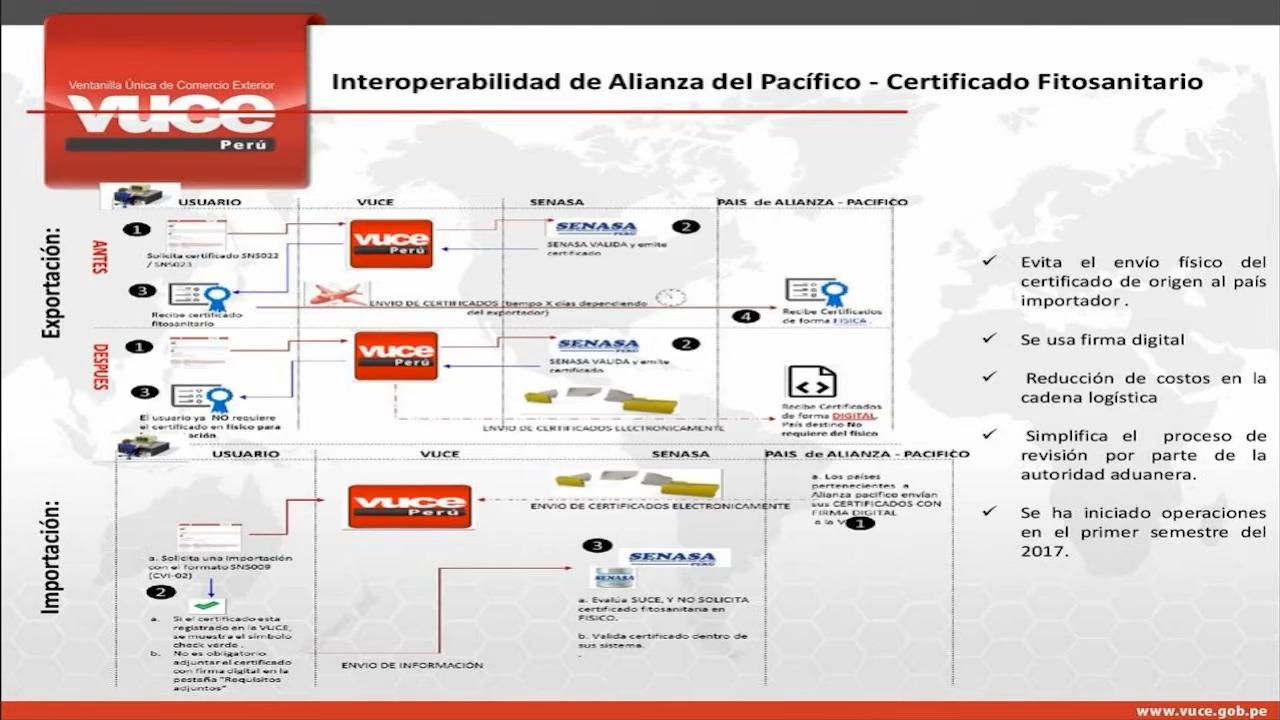 Ventanilla Única de Comercio Exterior
vuce
Perú
Interoperabilidad de Alianza del Pacífico - Certificado Fitosanitario
Exportación:
ANTES
DESPUES
USUARIO
VUCE
SENASA
PAIS de ALIANZA - PACIFICO
1
Solicita certificado SNS022
/ SNS023
vuce
Perú
SENASA
PERÚ
2
SENASA VALIDA y emite
certificado
3
Recibe certificado
fitosanitario
ENVIO DE CERTIFICADOS (tiempo X días dependiendo
del exportador)
4
Recibe Certificados
de forma FISICA .
1
vuce
Perú
SENASA
PERÚ
2
SENASA VALIDA y emite
certificado
3
El usuario ya NO requiere
el certificado en físico para
ación.
ENVIO DE CERTIFICADOS ELECTRONICAMENTE
Recibe Certificados
de forma DIGITAL.
País destino No
requiere del físico
Importación:
USUARIO
VUCE
SENASA
PAIS de ALIANZA - PACIFICO
vuce
Perú
ENVIO DE CERTIFICADOS ELECTRONICAMENTE
a. Los países
pertenecientes a
Alianza pacífico envían
sus CERTIFICADOS CON
FIRMA DIGITAL
a la
1
a. Solicita una Importación
con el formato SNS009
(CVI-02)
2
a. Si el certificado esta
registrado en la VUCE,
se muestra el símbolo
check verde .
b. No es obligatorio
adjuntar el certificado
con firma digital en la
pestaña "Requisitos
adjuntos"
ENVIO DE INFORMACIÓN
3
SENASA
PERÚ
SENASA
a. Evalúa SUCE, Y NO SOLICITA
certificado fitosanitaria en
FISICO.
b. Valida certificado dentro de
sus sistema.
.
✓ Evita el envío físico del
certificado de origen al país
importador .
✓ Se usa firma digital
✓ Reducción de costos en la
cadena logística
✓ Simplifica el proceso de
revisión por parte de la
autoridad aduanera.
✓ Se ha iniciado operaciones
en el primer semestre del
2017.
www.vuce.gob.pe